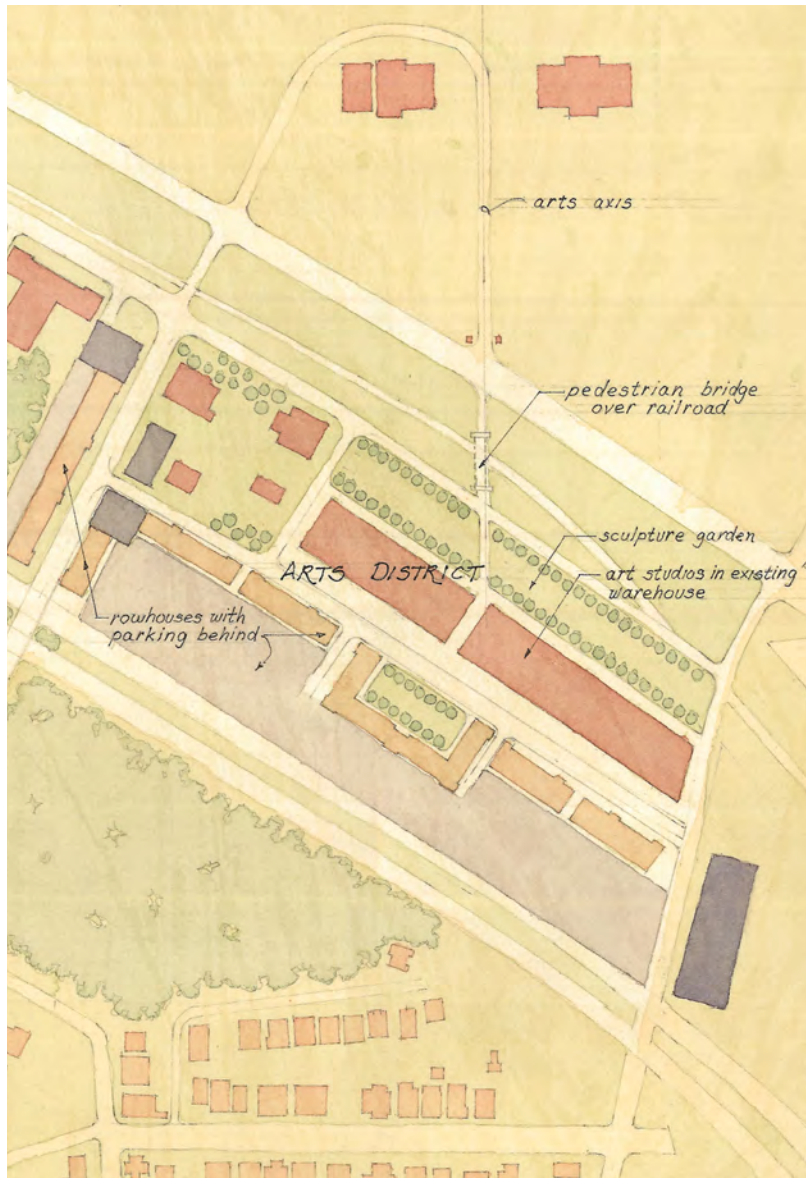 arts axis
pedestrian bridge
over railroad
sculpture garden
art studios in existing
warehouse
ARTS DISTRICT
rowhouses with
parking behind